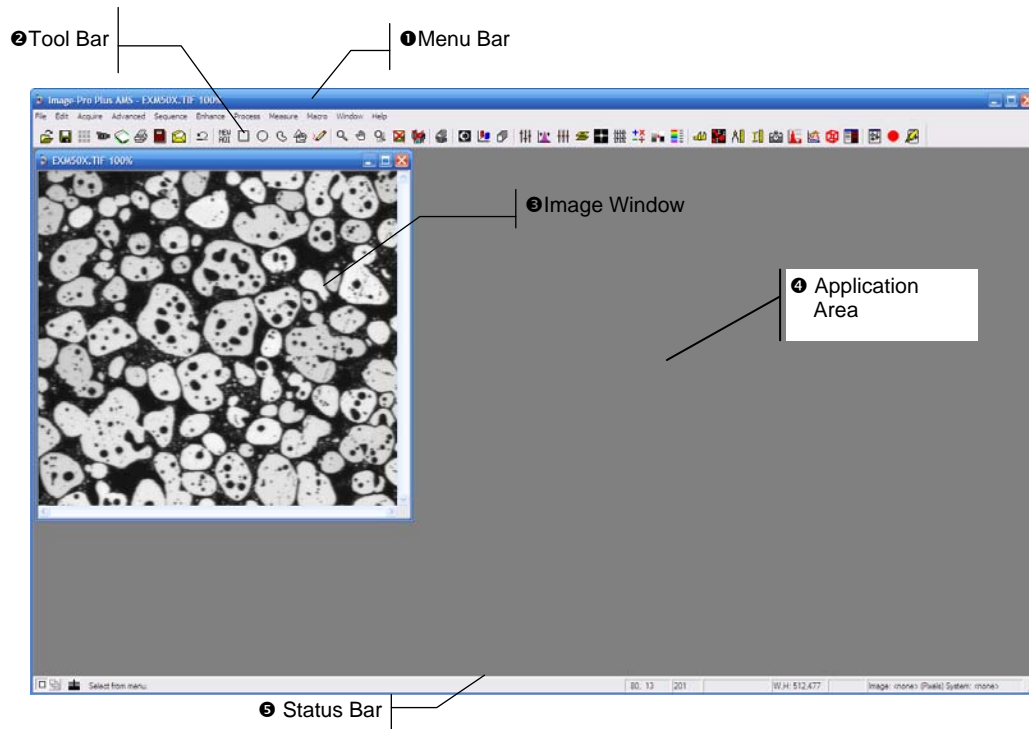 ❷Tool Bar
❶Menu Bar
Image-Pro Plus AMS - EXM50X.TIF 100%
File Edit Acquire Advanced Sequence Enhance Process Measure Macro Window Help
NEW AOI
EXM50X.TIF 100%
❸Image Window
❹ Application
Area
Select from menu.
80, 13
201
W,H: 512,477
Image: <none> (Pixels) System: <none>
❺ Status Bar